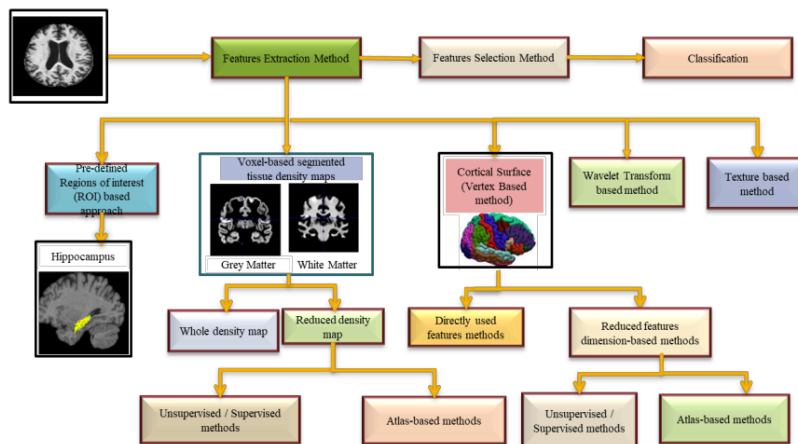 Features Extraction Method
Features Selection Method
Classification
Pre-defined
Regions of interest
(ROI) based
approach
Voxel-based segmented
tissue density maps
Grey Matter
White Matter
Cortical Surface
(Vertex Based
method)
Wavelet Transform
based method
Texture based
method
Hippocampus
Whole density map
Reduced density
map
Directly used
features methods
Reduced features
dimension-based methods
Unsupervised / Supervised
methods
Atlas-based methods
Unsupervised /
Supervised methods
Atlas-based methods